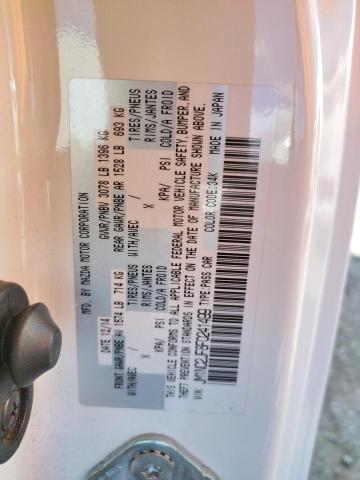 MFD. BY MAZDA MOTOR CORPORATION
DATE: 12/14 GVWR/PNBV 3078 LB 1396 KG
FRONT GAWR/PNBE AV 1574 LB 714 KG REAR GAWR/PNBE AR 1528 LB 693 KG
WITH/AVEC / TIRES/PNEUS WITH/AVEC / TIRES/PNEUS
X RIMS/JANTES X RIMS/JANTES
KPA/ PSI COLD/A FROID KPA/ PSI COLD/A FROID
THIS VEHICLE CONFORMS TO ALL APPLICABLE FEDERAL MOTOR VEHICLE SAFETY, BUMPER, AND
THEFT PREVENTION STANDARDS IN EFFECT ON THE DATE OF MANUFACTURE SHOWN ABOVE.
TYPE: PASS CAR COLOR CODE: 34K MADE IN JAPAN